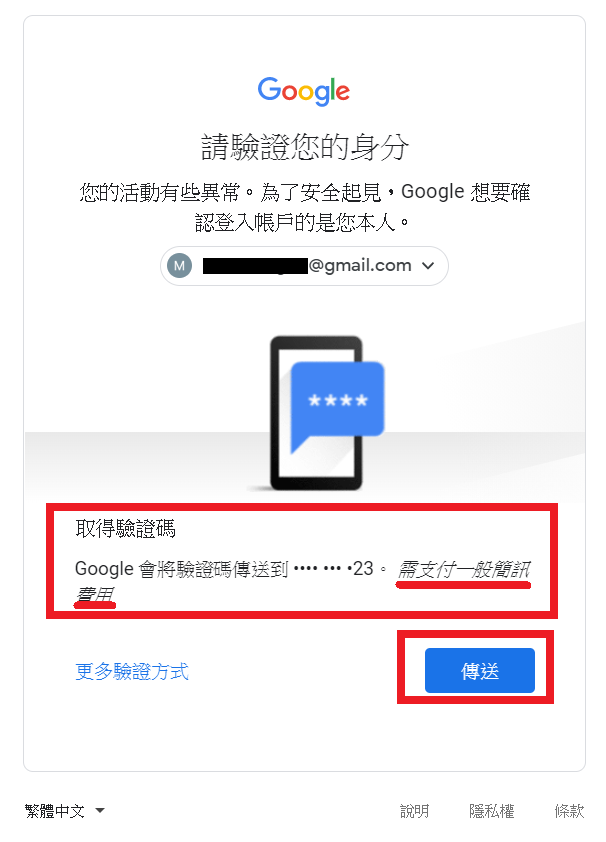 Google
請驗證您的身分
您的活動有些異常。為了安全起見，Google 想要確
認登入帳戶的是您本人。
M @gmail.com
****
取得驗證碼
Google 會將驗證碼傳送到 •••• ••• •23。 需支付一般簡訊
費用
更多驗證方式 傳送
繁體中文 說明 隱私權 條款